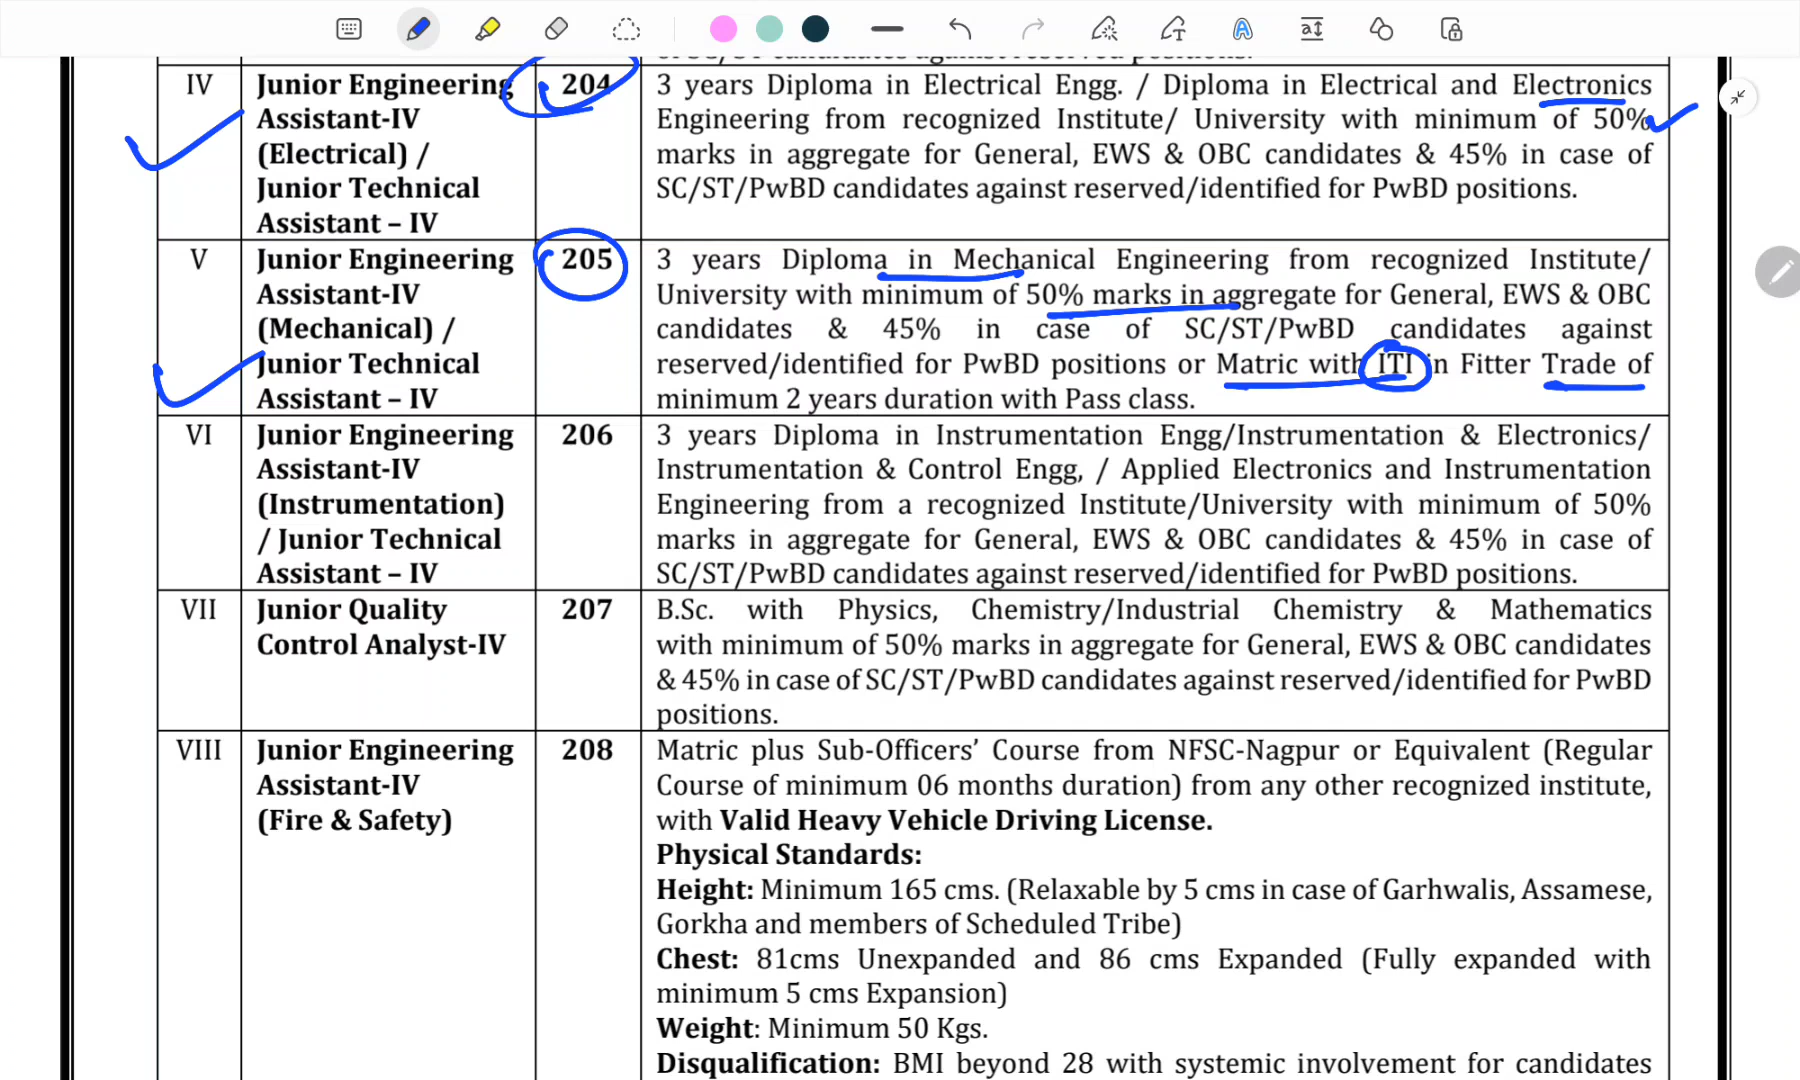 IV
Junior Engineering
Assistant-IV
(Electrical) /
Junior Technical
Assistant – IV
204
3 years Diploma in Electrical Engg. / Diploma in Electrical and Electronics
Engineering from recognized Institute/ University with minimum of 50%
marks in aggregate for General, EWS & OBC candidates & 45% in case of
SC/ST/PwBD candidates against reserved/identified for PwBD positions.
V
Junior Engineering
Assistant-IV
(Mechanical) /
Junior Technical
Assistant – IV
205
3 years Diploma in Mechanical Engineering from recognized Institute/
University with minimum of 50% marks in aggregate for General, EWS & OBC
candidates & 45% in case of SC/ST/PwBD candidates against
reserved/identified for PwBD positions or Matric with ITI in Fitter Trade of
minimum 2 years duration with Pass class.
VI
Junior Engineering
Assistant-IV
(Instrumentation)
/ Junior Technical
Assistant – IV
206
3 years Diploma in Instrumentation Engg/Instrumentation & Electronics/
Instrumentation & Control Engg, / Applied Electronics and Instrumentation
Engineering from a recognized Institute/University with minimum of 50%
marks in aggregate for General, EWS & OBC candidates & 45% in case of
SC/ST/PwBD candidates against reserved/identified for PwBD positions.
VII
Junior Quality
Control Analyst-IV
207
B.Sc. with Physics, Chemistry/Industrial Chemistry & Mathematics
with minimum of 50% marks in aggregate for General, EWS & OBC candidates
& 45% in case of SC/ST/PwBD candidates against reserved/identified for PwBD
positions.
VIII
Junior Engineering
Assistant-IV
(Fire & Safety)
208
Matric plus Sub-Officers’ Course from NFSC-Nagpur or Equivalent (Regular
Course of minimum 06 months duration) from any other recognized institute,
with Valid Heavy Vehicle Driving License.
Physical Standards:
Height: Minimum 165 cms. (Relaxable by 5 cms in case of Garhwalis, Assamese,
Gorkha and members of Scheduled Tribe)
Chest: 81cms Unexpanded and 86 cms Expanded (Fully expanded with
minimum 5 cms Expansion)
Weight: Minimum 50 Kgs.
Disqualification: BMI beyond 28 with systemic involvement for candidates